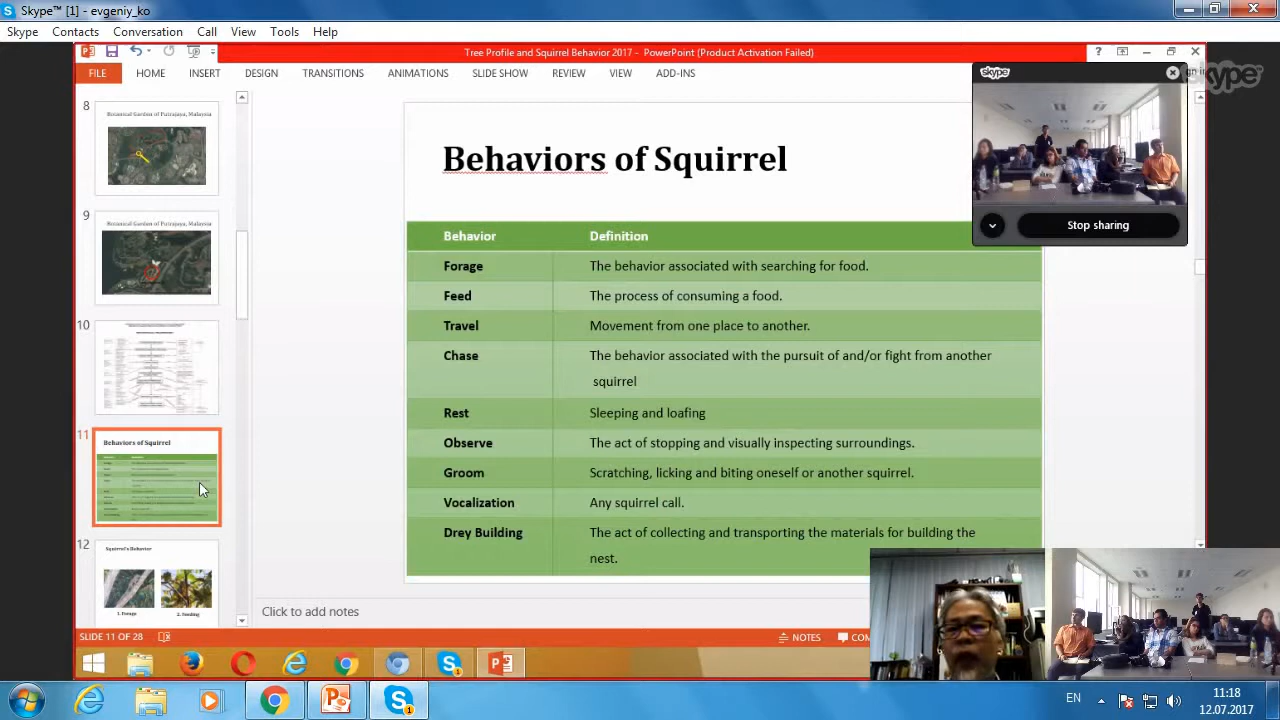 Skype™ [1] - evgeniy_ko
Skype Contacts Conversation Call View Tools Help
Tree Profile and Squirrel Behavior 2017 - PowerPoint (Product Activation Failed)
FILE HOME INSERT DESIGN TRANSITIONS ANIMATIONS SLIDE SHOW REVIEW VIEW ADD-INS
skype
skype
Stop sharing
8
Botanical Garden of Putrajaya, Malaysia
9
Botanical Garden of Putrajaya, Malaysia
10
11
Behaviors of Squirrel
12
Squirrel's Behavior
1. Forage 2. Feeding
Behaviors of Squirrel
Behavior Definition
Forage The behavior associated with searching for food.
Feed The process of consuming a food.
Travel Movement from one place to another.
Chase The behavior associated with the pursuit of and/or fight from another
squirrel
Rest Sleeping and loafing
Observe The act of stopping and visually inspecting surroundings.
Groom Scratching, licking and biting oneself or another squirrel.
Vocalization Any squirrel call.
Drey Building The act of collecting and transporting the materials for building the
nest.
Click to add notes
SLIDE 11 OF 28 NOTES
EN 11:18
12.07.2017